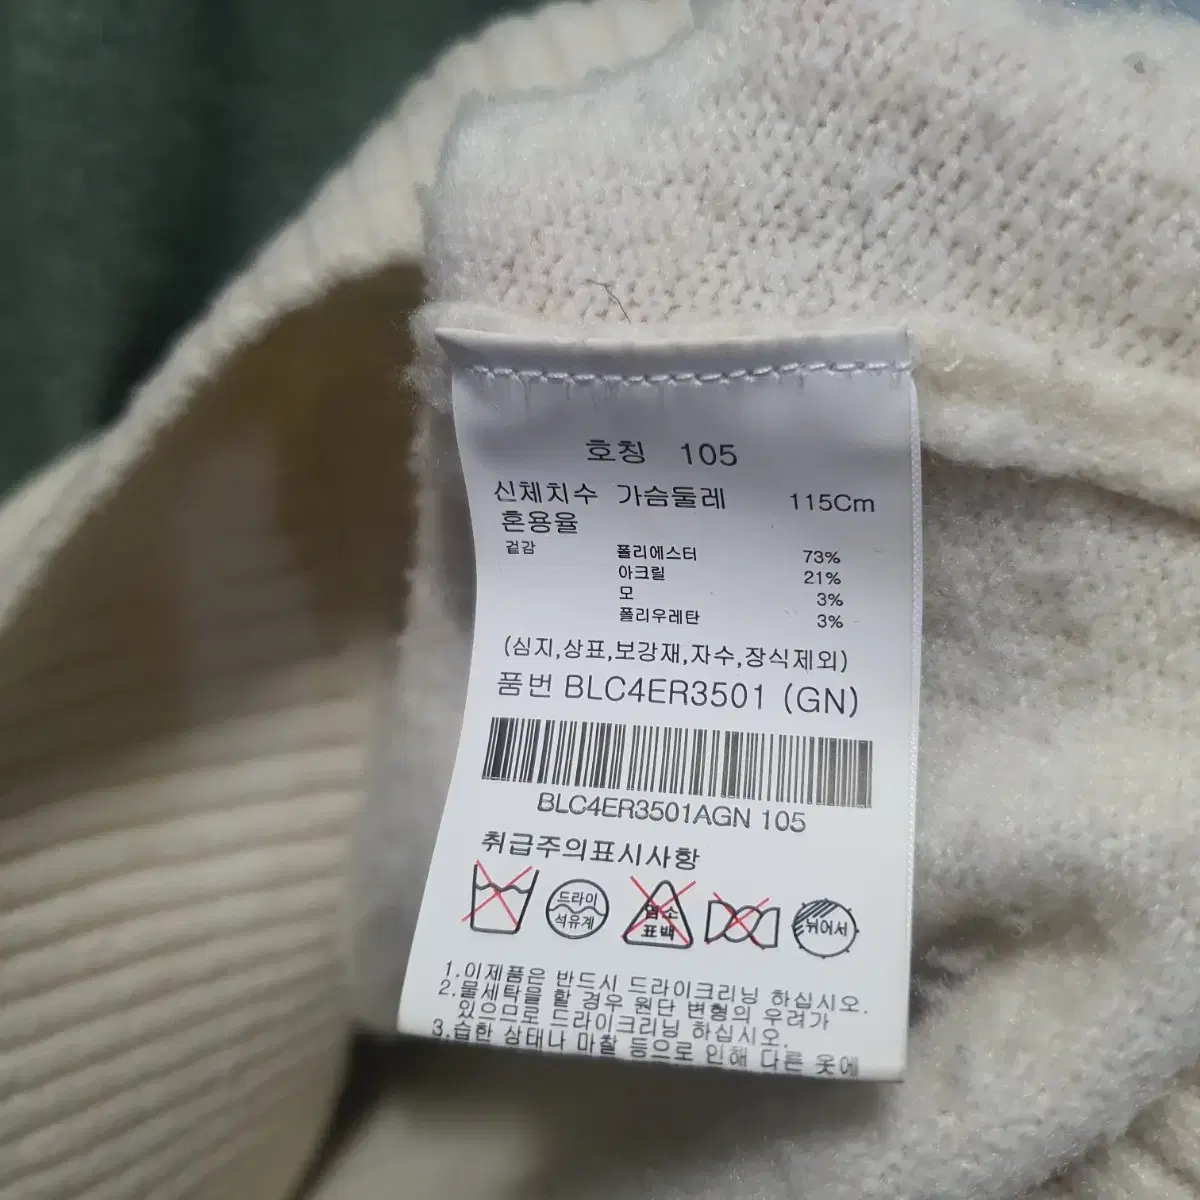 호칭 105
신체치수 가슴둘레 115Cm
혼용율
겉감 폴리에스터 73%
아크릴 21%
모 3%
폴리우레탄 3%
(심지,상표,보강재,자수,장식제외)
품번 BLC4ER3501 (GN)
BLC4ER3501AGN 105
취급주의표시사항
드라이
석유계
염소
표백
뉘어서
1.이제품은 반드시 드라이크리닝 하십시오.
2.물세탁을 할 경우 원단 변형의 우려가
있으므로 드라이크리닝 하십시오.
3.습한 상태나 마찰 등으로 인해 다른 옷에